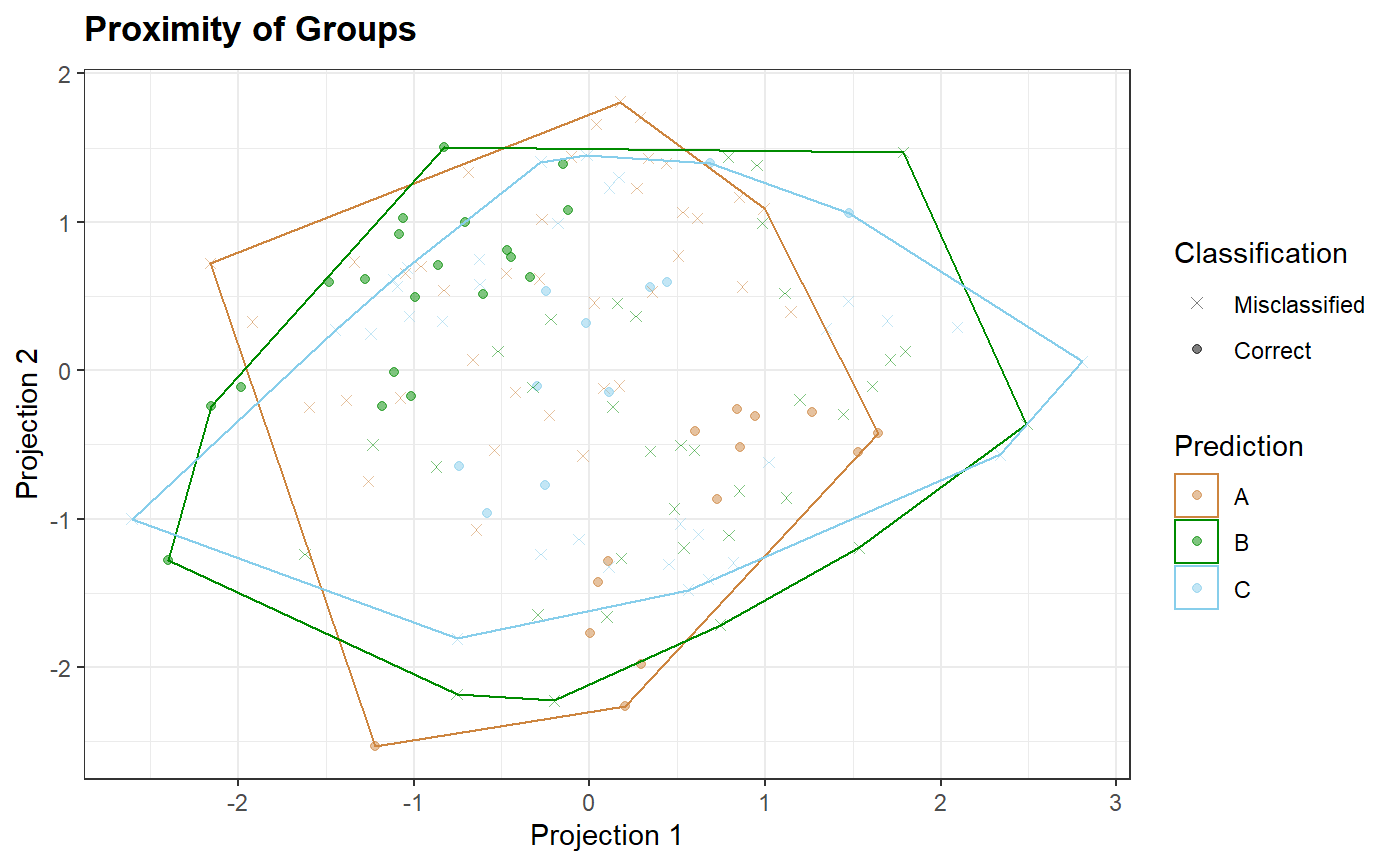 Proximity of Groups
2
1
0
-1
-2
Projection 2
-2
-1
0
1
2
3
Projection 1
Classification
Misclassified
Correct
Prediction
A
B
C